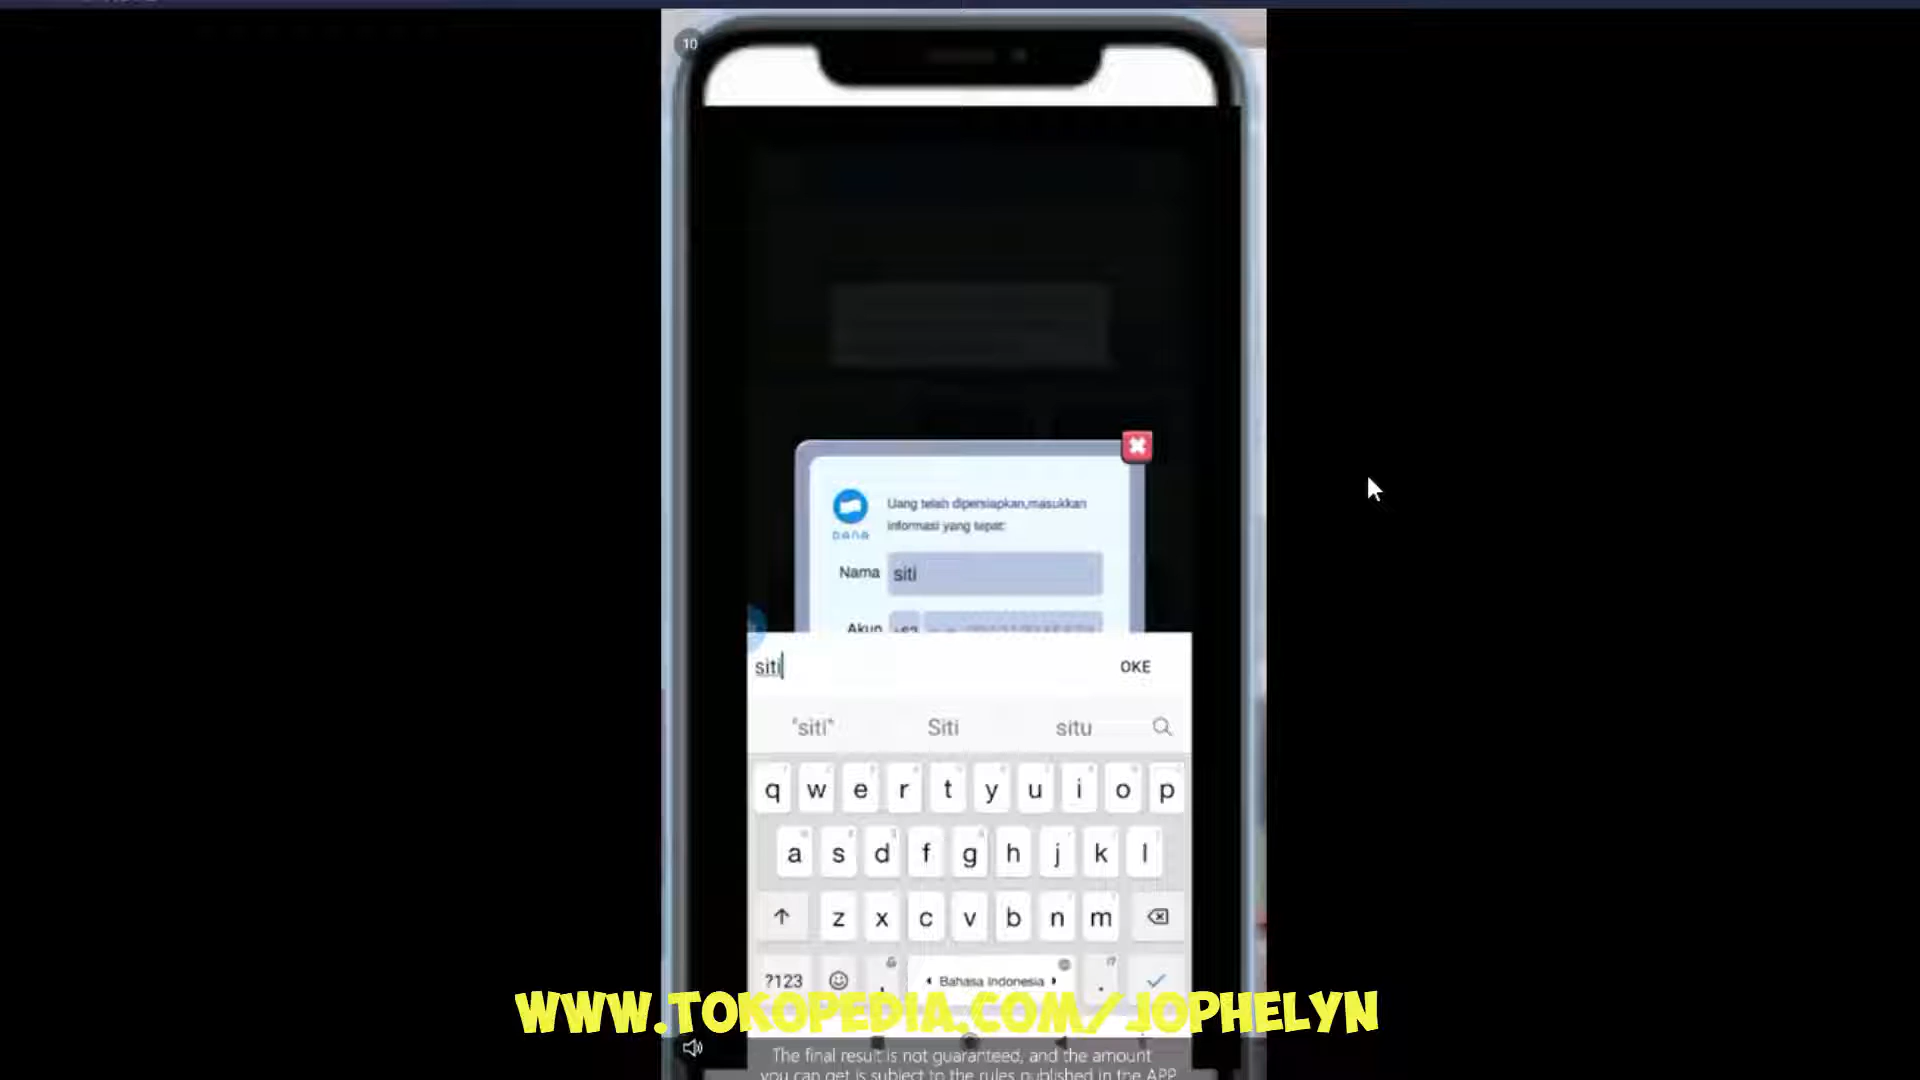 10
Uang telah dipersiapkan,masukkan
informasi yang tepat:
DANA
Nama siti
Akun +62
siti OKE
"siti" Siti situ
q w e r t y u i o p
a s d f g h j k l
z x c v b n m
?123 , Bahasa Indonesia .
WWW.TOKOPEDIA.COM/JOPHELYN
The final result is not guaranteed, and the amount
you can get is subject to the rules published in the APP